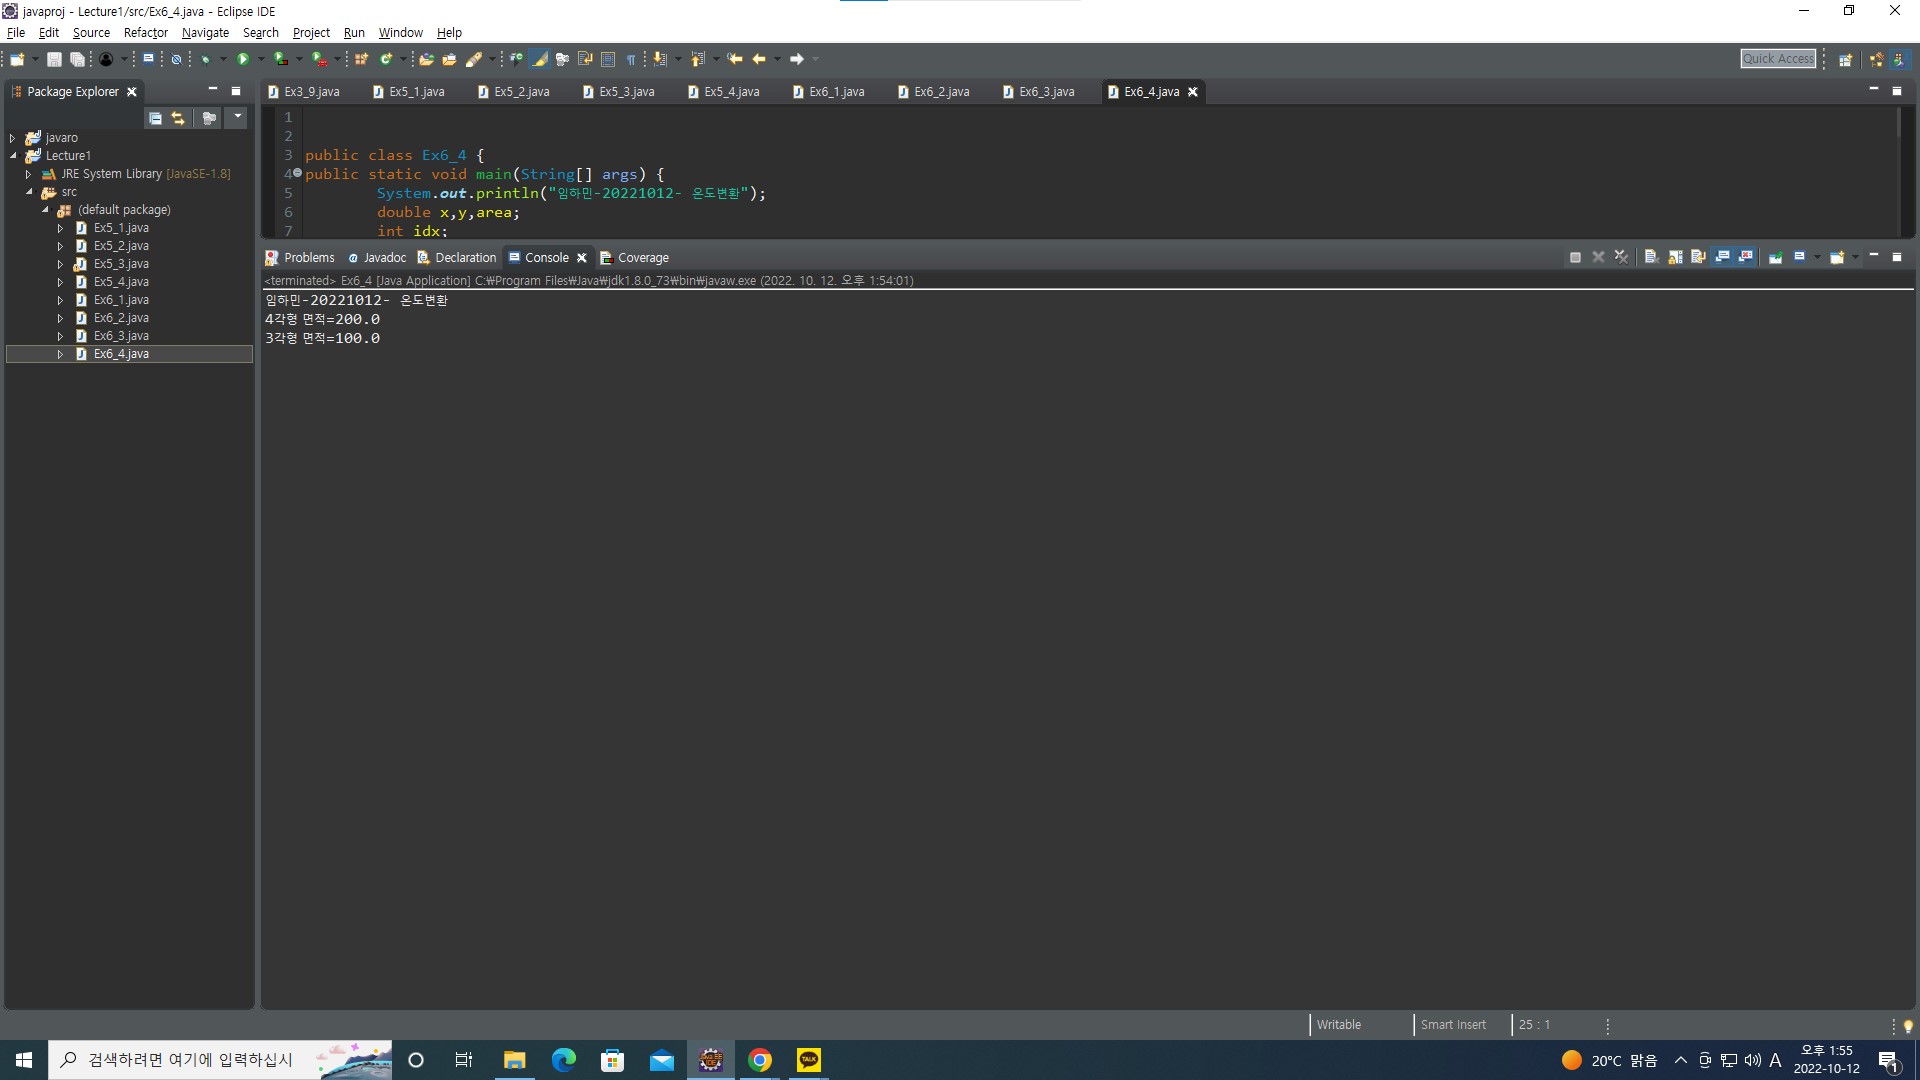 javaproj - Lecture1/src/Ex6_4.java - Eclipse IDE
File Edit Source Refactor Navigate Search Project Run Window Help
Quick Access
Package Explorer
Ex3_9.java Ex5_1.java Ex5_2.java Ex5_3.java Ex5_4.java Ex6_1.java Ex6_2.java Ex6_3.java Ex6_4.java
javaro
Lecture1
JRE System Library [JavaSE-1.8]
src
(default package)
Ex5_1.java
Ex5_2.java
Ex5_3.java
Ex5_4.java
Ex6_1.java
Ex6_2.java
Ex6_3.java
Ex6_4.java
1
2
3 public class Ex6_4 {
4 public static void main(String[] args) {
5 System.out.println("임하민-20221012- 온도변환");
6 double x,y,area;
7 int idx;
Problems Javadoc Declaration Console Coverage
<terminated> Ex6_4 [Java Application] C:₩Program Files₩Java₩jdk1.8.0_73₩bin₩javaw.exe (2022. 10. 12. 오후 1:54:01)
임하민-20221012- 온도변환
4각형 면적=200.0
3각형 면적=100.0
Writable Smart Insert 25 : 1
검색하려면 여기에 입력하십시
JAVA EE IDE
TALK
20°C 맑음
A
오후 1:55
2022-10-12
1